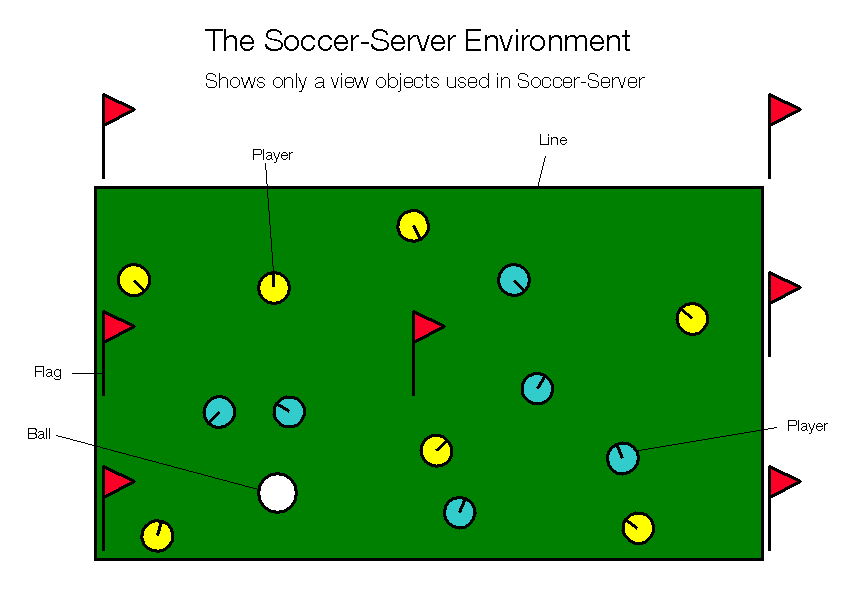 The Soccer-Server Environment
Shows only a view objects used in Soccer-Server
Line
Player
Flag
Player
Ball